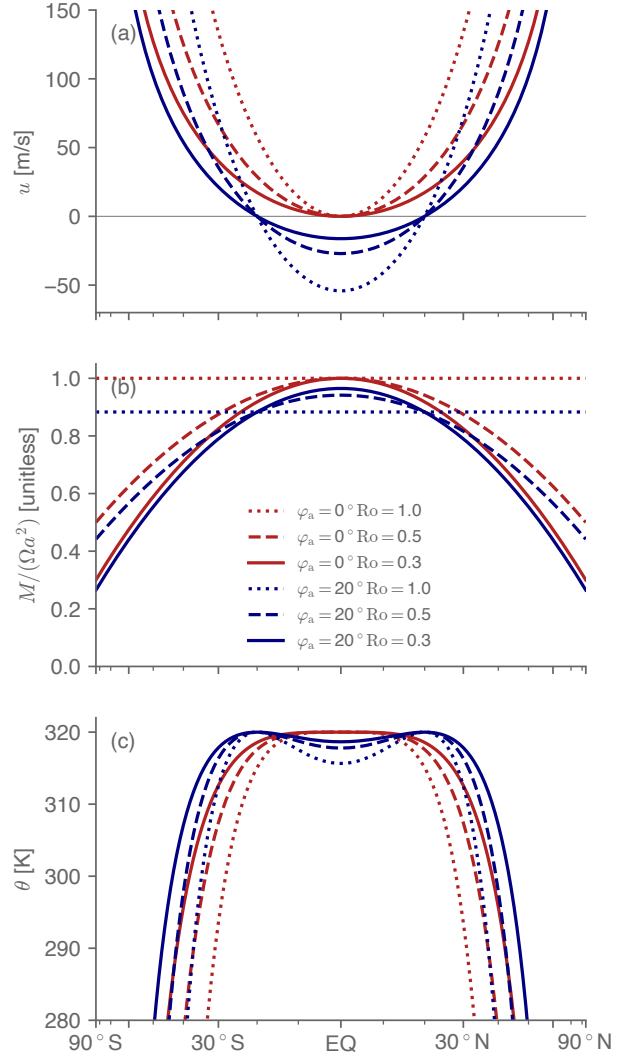 150
(a)
100
50
0
−50
u [m/s]
1.0
(b)
0.8
0.6
0.4
0.2
0.0
M/(Ωa²) [unitless]
φₐ = 0° Ro = 1.0
φₐ = 0° Ro = 0.5
φₐ = 0° Ro = 0.3
φₐ = 20° Ro = 1.0
φₐ = 20° Ro = 0.5
φₐ = 20° Ro = 0.3
320
(c)
310
300
290
280
θ [K]
90°S 30°S EQ 30°N 90°N